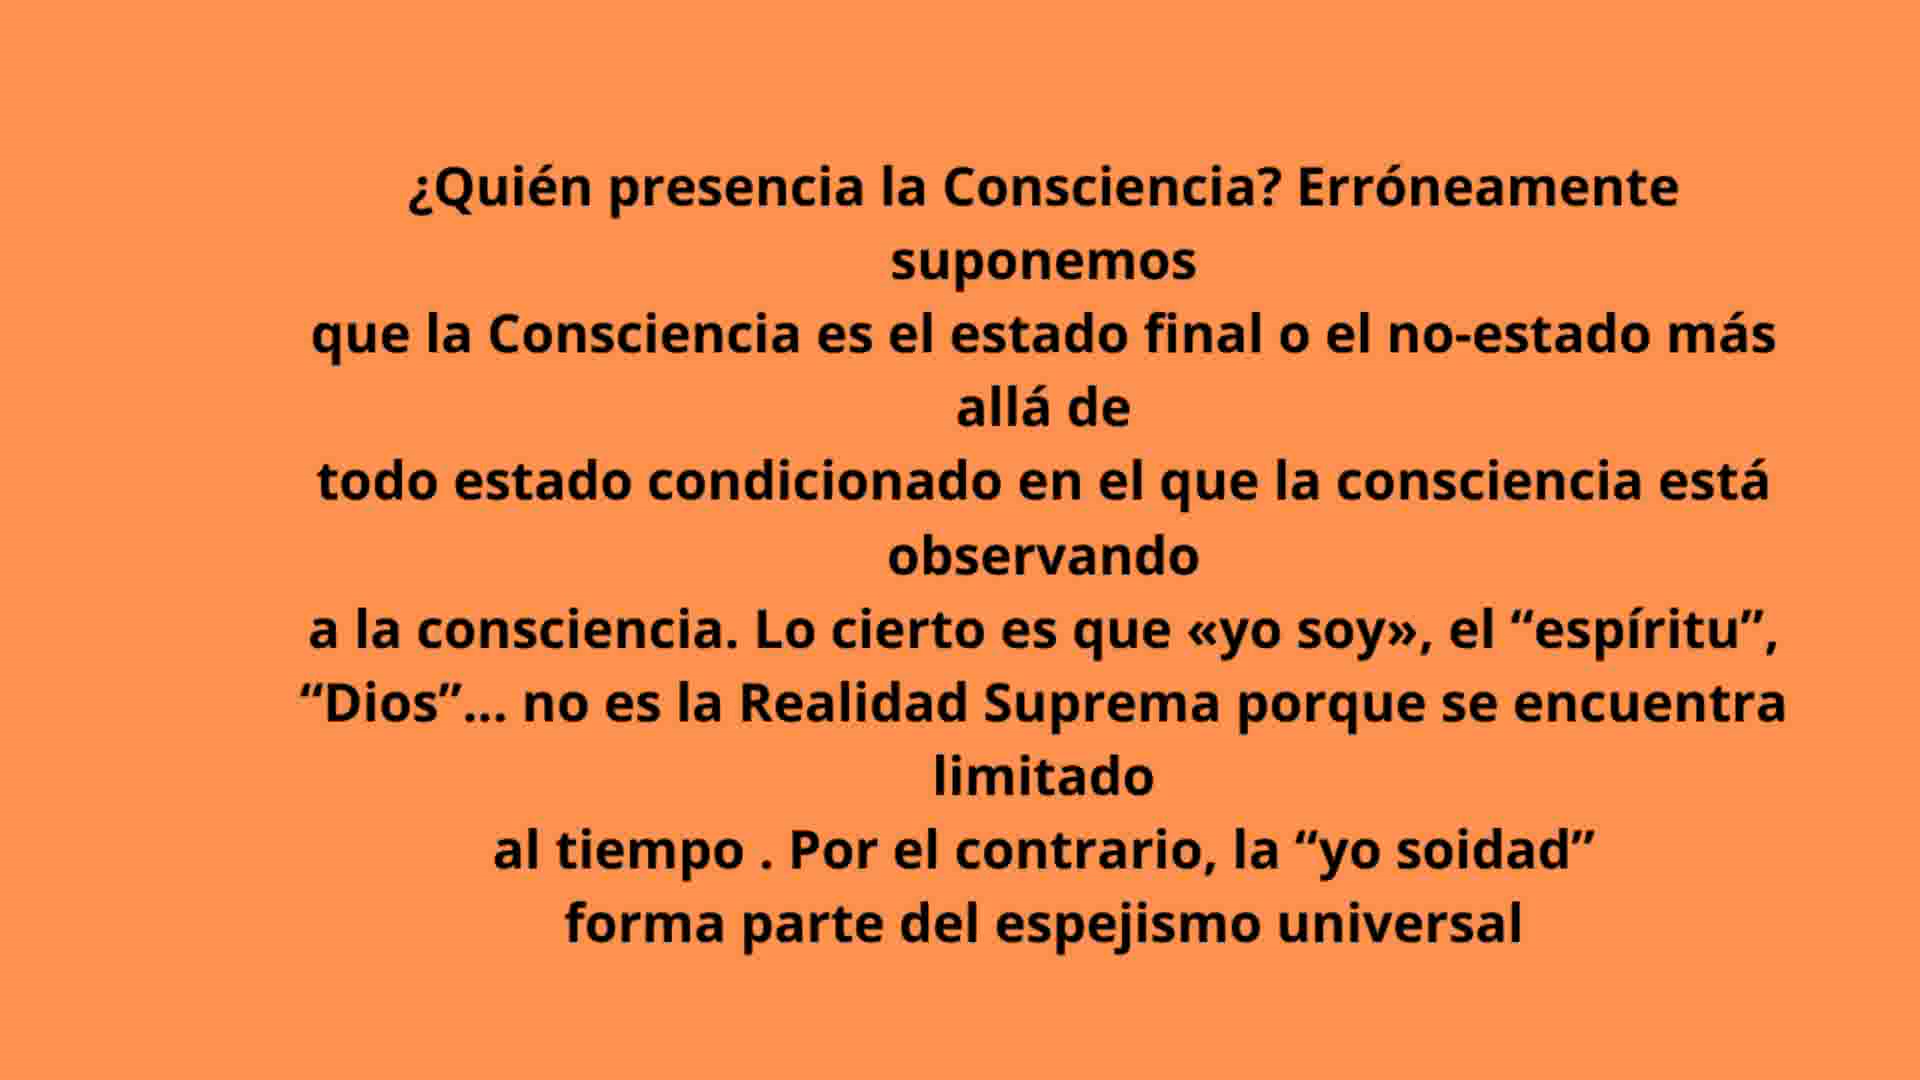 ¿Quién presencia la Consciencia? Erróneamente
suponemos
que la Consciencia es el estado final o el no-estado más
allá de
todo estado condicionado en el que la consciencia está
observando
a la consciencia. Lo cierto es que «yo soy», el “espíritu”,
“Dios”... no es la Realidad Suprema porque se encuentra
limitado
al tiempo . Por el contrario, la “yo soidad”
forma parte del espejismo universal